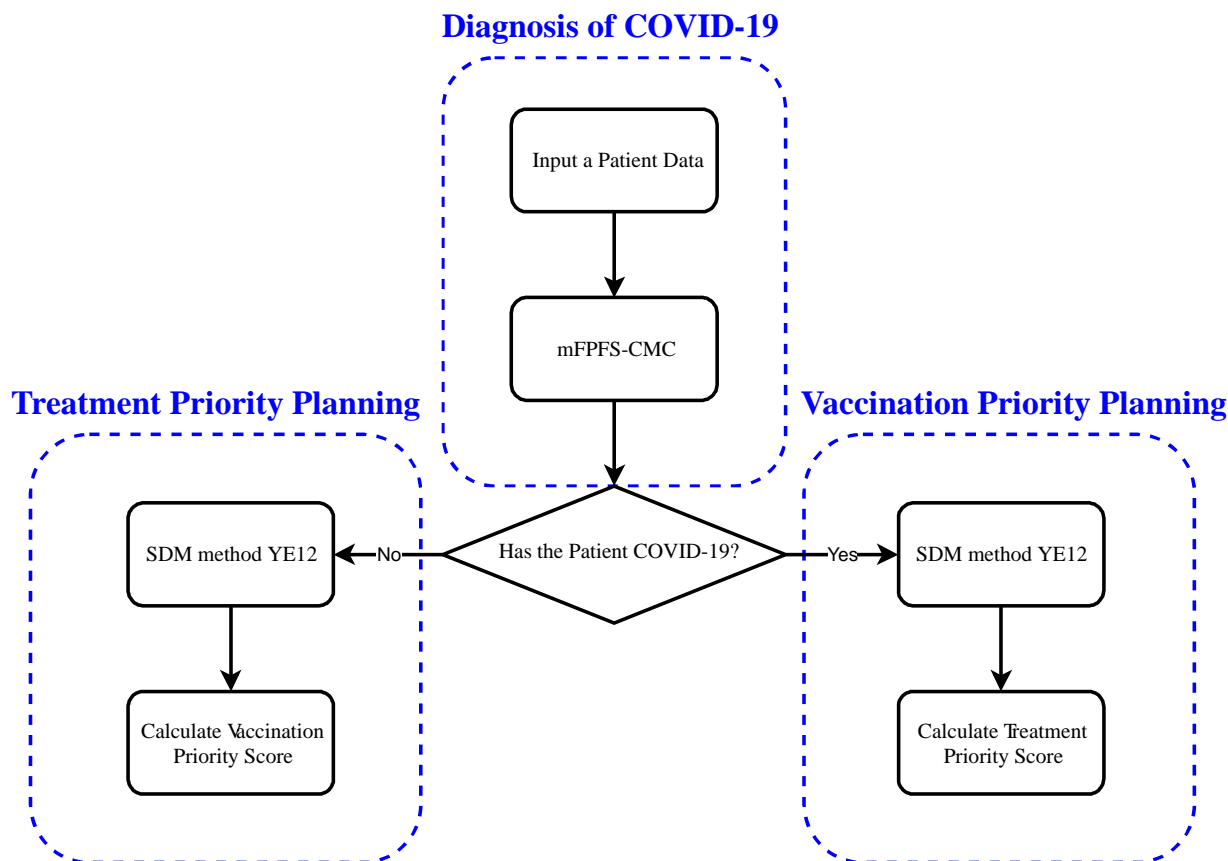 Diagnosis of COVID-19
Input a Patient Data
mFPFS-CMC
Treatment Priority Planning
Vaccination Priority Planning
Has the Patient COVID-19?
No
Yes
SDM method YE12
Calculate Vaccination
Priority Score
SDM method YE12
Calculate Treatment
Priority Score